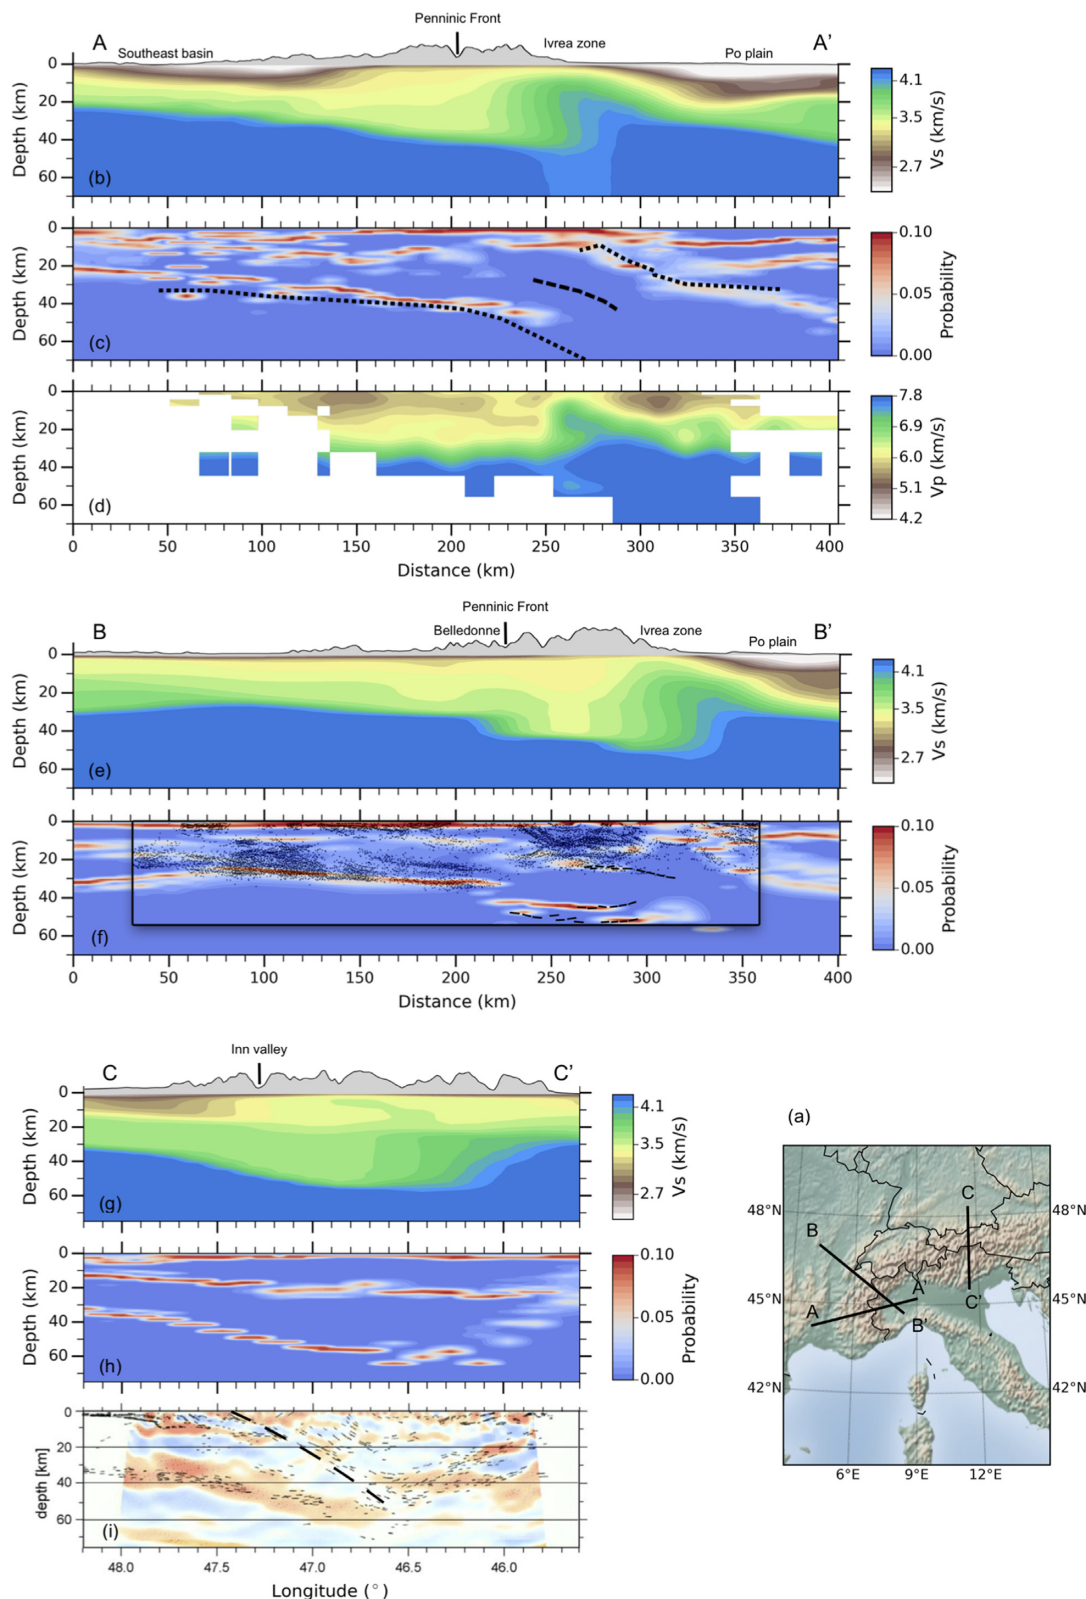 Penninic Front
A
A'
Southeast basin
Ivrea zone
Po plain
0
20
40
60
Depth (km)
(b)
4.1
3.5
2.7
Vs (km/s)
0
20
40
60
Depth (km)
(c)
0.10
0.05
0.00
Probability
0
20
40
60
Depth (km)
(d)
7.8
6.9
6.0
5.1
4.2
Vp (km/s)
0 50 100 150 200 250 300 350 400
Distance (km)
Penninic Front
B
Belledonne
Ivrea zone
B'
Po plain
0
20
40
60
Depth (km)
(e)
4.1
3.5
2.7
Vs (km/s)
0
20
40
60
Depth (km)
(f)
0.10
0.05
0.00
Probability
0 50 100 150 200 250 300 350 400
Distance (km)
Inn valley
C
C'
0
20
40
60
Depth (km)
(g)
4.1
3.5
2.7
Vs (km/s)
0
20
40
60
Depth (km)
(h)
0.10
0.05
0.00
Probability
0
20
40
60
depth [km]
(i)
48.0 47.5 47.0 46.5 46.0
Longitude (°)
(a)
48°N
48°N
45°N
45°N
42°N
42°N
C
B
A'
A
C'
B'
6°E 9°E 12°E